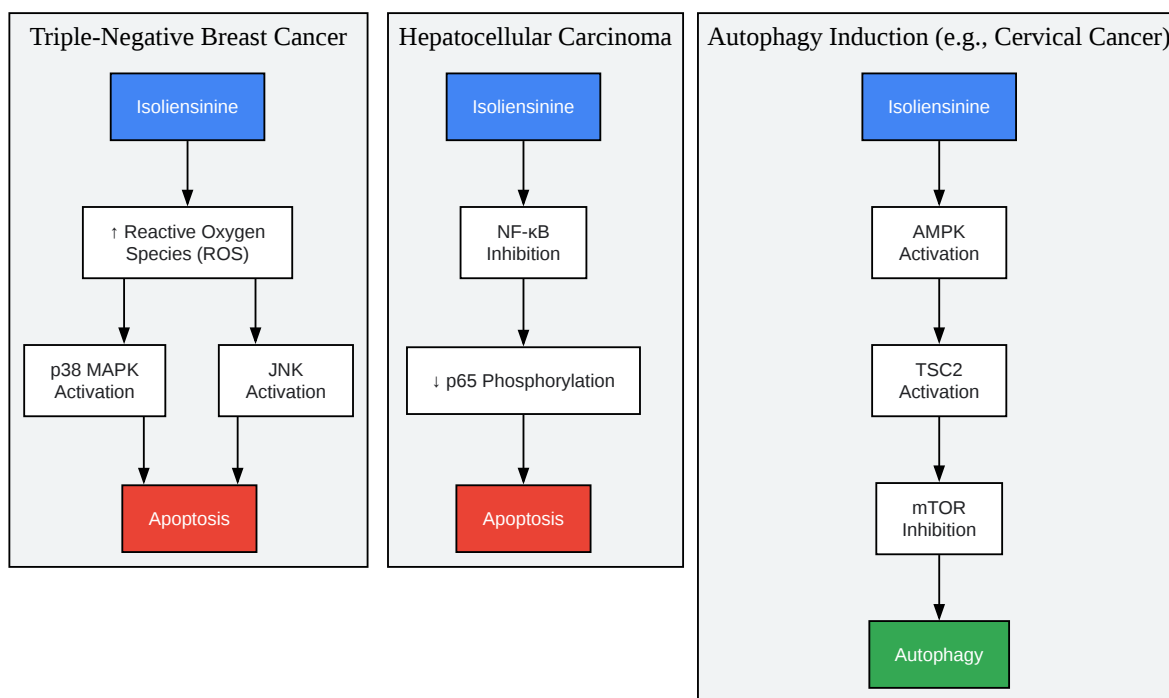 Triple-Negative Breast Cancer
Isoliensinine
↑ Reactive Oxygen
Species (ROS)
p38 MAPK
Activation
JNK
Activation
Apoptosis
Hepatocellular Carcinoma
Isoliensinine
NF-κB
Inhibition
↓ p65 Phosphorylation
Apoptosis
Autophagy Induction (e.g., Cervical Cancer)
Isoliensinine
AMPK
Activation
TSC2
Activation
mTOR
Inhibition
Autophagy